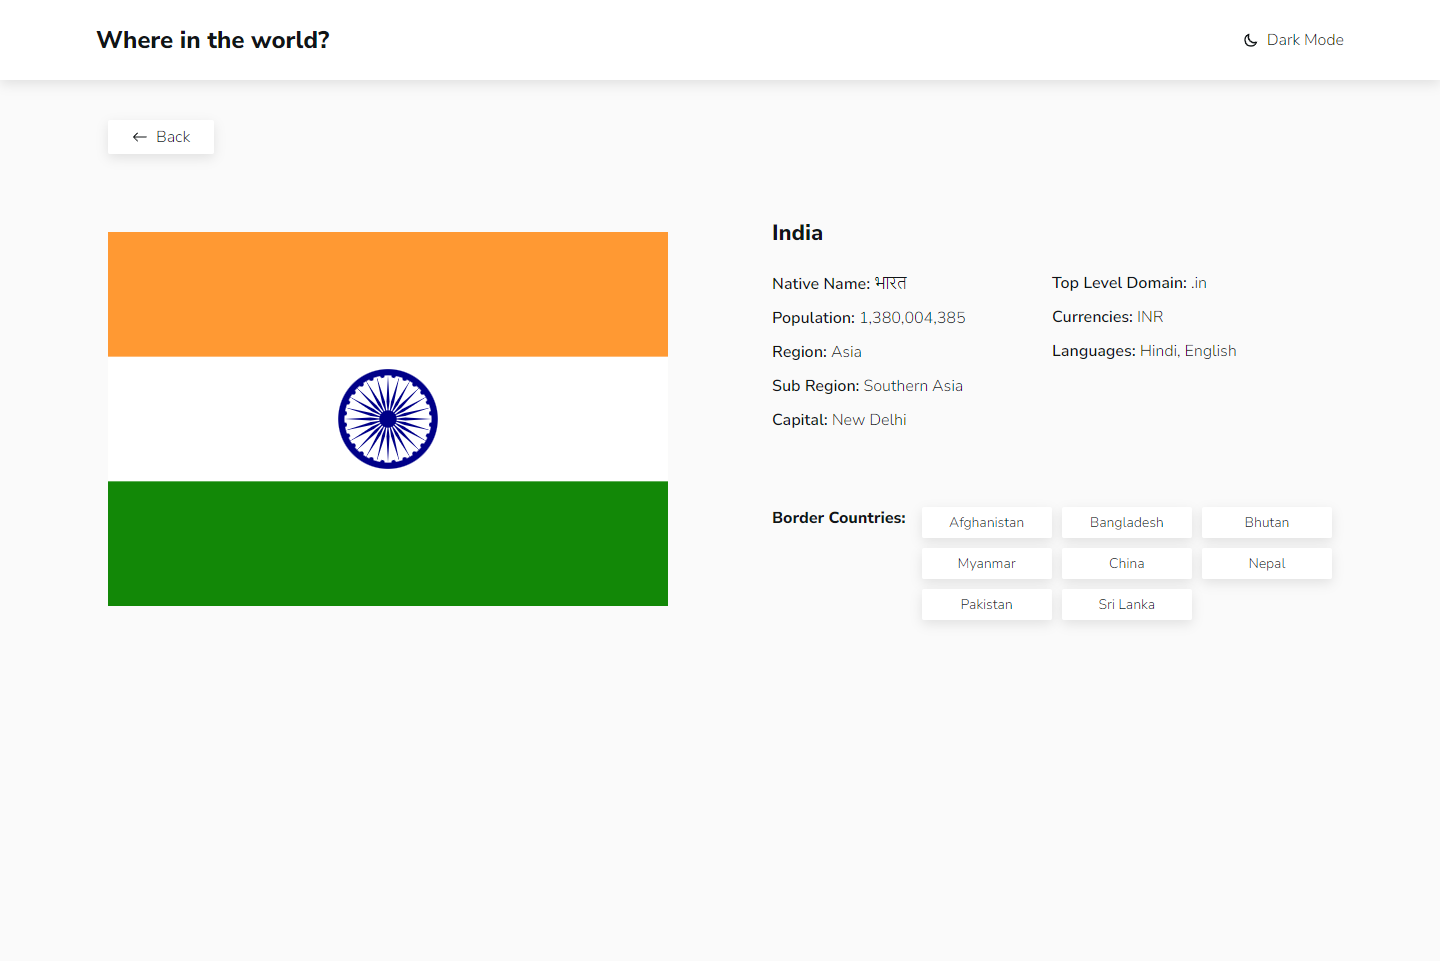 Where in the world?
Dark Mode
Back
India
Native Name: भारत
Population: 1,380,004,385
Region: Asia
Sub Region: Southern Asia
Capital: New Delhi
Top Level Domain: .in
Currencies: INR
Languages: Hindi, English
Border Countries:
Afghanistan
Bangladesh
Bhutan
Myanmar
China
Nepal
Pakistan
Sri Lanka